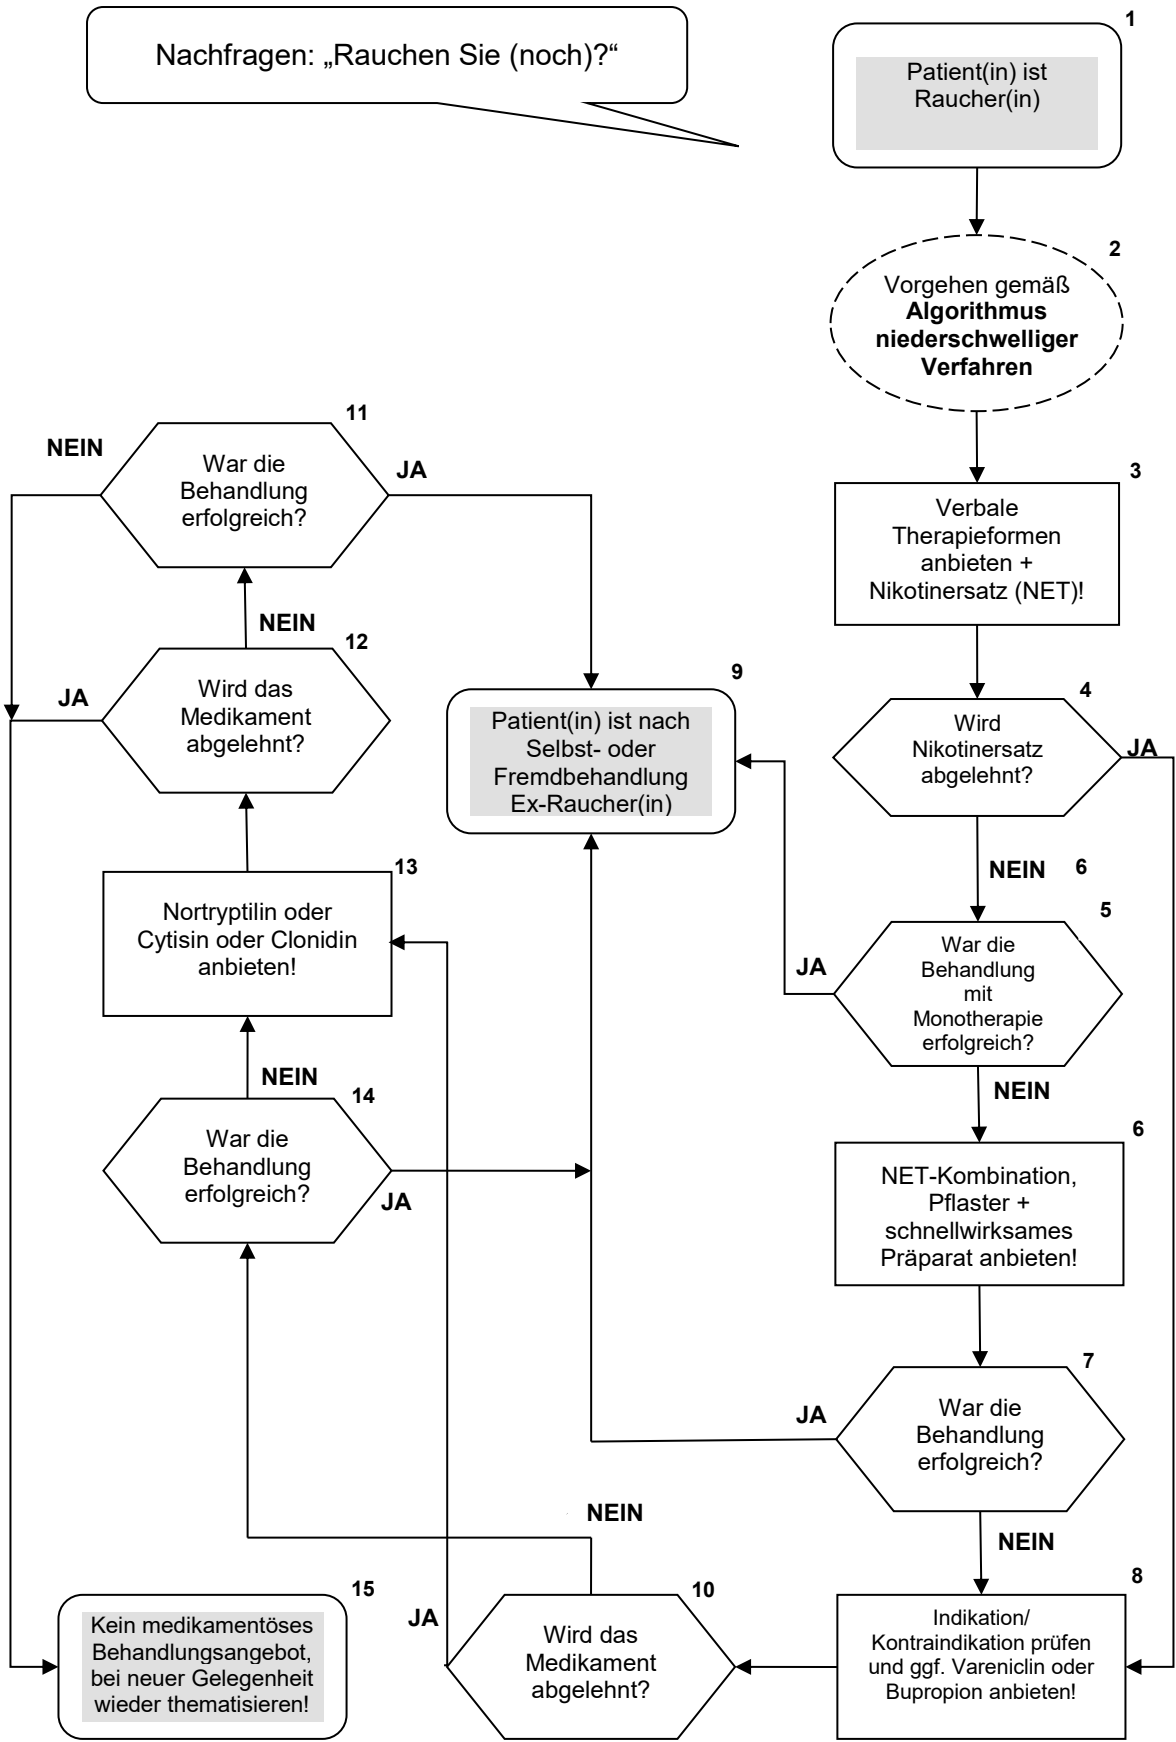 Nachfragen: „Rauchen Sie (noch)?“
1
Patient(in) ist
Raucher(in)
2
Vorgehen gemäß
Algorithmus
niederschwelliger
Verfahren
3
Verbale
Therapieformen
anbieten +
Nikotinersatz (NET)!
4
Wird
Nikotinersatz
abgelehnt?
JA
NEIN
6
5
War die
Behandlung
mit
Monotherapie
erfolgreich?
JA
NEIN
6
NET-Kombination,
Pflaster +
schnellwirksames
Präparat anbieten!
7
War die
Behandlung
erfolgreich?
JA
NEIN
8
Indikation/
Kontraindikation prüfen
und ggf. Vareniclin oder
Bupropion anbieten!
9
Patient(in) ist nach
Selbst- oder
Fremdbehandlung
Ex-Raucher(in)
10
Wird das
Medikament
abgelehnt?
JA
NEIN
11
War die
Behandlung
erfolgreich?
NEIN
JA
12
Wird das
Medikament
abgelehnt?
JA
NEIN
13
Nortryptilin oder
Cytisin oder Clonidin
anbieten!
NEIN
14
War die
Behandlung
erfolgreich?
JA
15
Kein medikamentöses
Behandlungsangebot,
bei neuer Gelegenheit
wieder thematisieren!